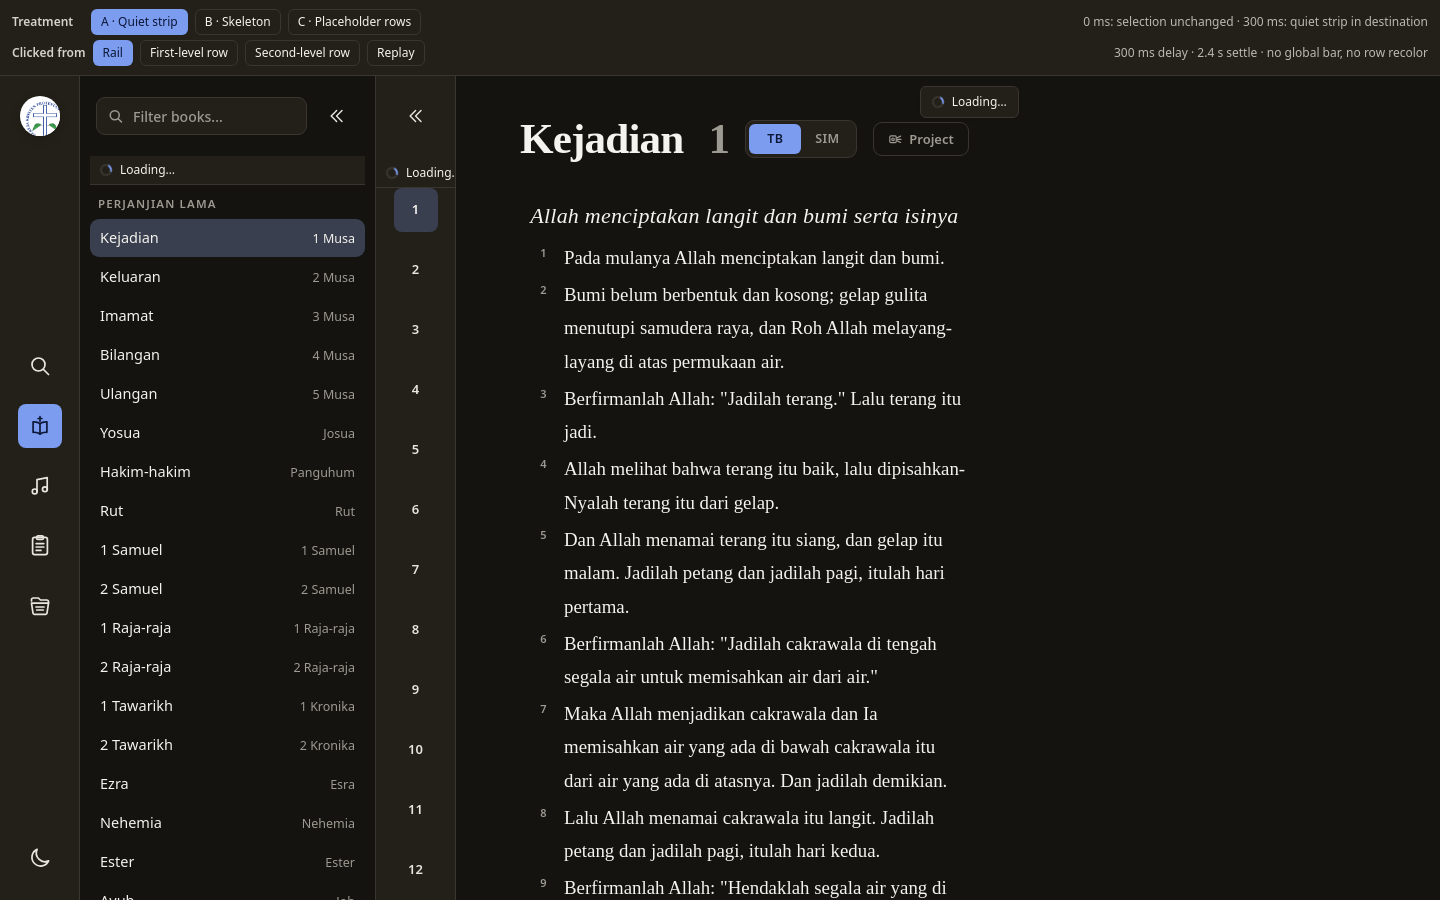 Treatment A · Quiet strip B · Skeleton C · Placeholder rows 0 ms: selection unchanged · 300 ms: quiet strip in destination
Clicked from Rail First-level row Second-level row Replay 300 ms delay · 2.4 s settle · no global bar, no row recolor
Filter books...
Loading...
PERJANJIAN LAMA
Kejadian 1 Musa
Keluaran 2 Musa
Imamat 3 Musa
Bilangan 4 Musa
Ulangan 5 Musa
Yosua Josua
Hakim-hakim Panguhum
Rut Rut
1 Samuel 1 Samuel
2 Samuel 2 Samuel
1 Raja-raja 1 Raja-raja
2 Raja-raja 2 Raja-raja
1 Tawarikh 1 Kronika
2 Tawarikh 2 Kronika
Ezra Esra
Nehemia Nehemia
Ester Ester
Loading.
1
2
3
4
5
6
7
8
9
10
11
12
Loading...
Kejadian 1 TB SIM Project
Allah menciptakan langit dan bumi serta isinya
1 Pada mulanya Allah menciptakan langit dan bumi.
2 Bumi belum berbentuk dan kosong; gelap gulita
menutupi samudera raya, dan Roh Allah melayang-
layang di atas permukaan air.
3 Berfirmanlah Allah: "Jadilah terang." Lalu terang itu
jadi.
4 Allah melihat bahwa terang itu baik, lalu dipisahkan-
Nyalah terang itu dari gelap.
5 Dan Allah menamai terang itu siang, dan gelap itu
malam. Jadilah petang dan jadilah pagi, itulah hari
pertama.
6 Berfirmanlah Allah: "Jadilah cakrawala di tengah
segala air untuk memisahkan air dari air."
7 Maka Allah menjadikan cakrawala dan Ia
memisahkan air yang ada di bawah cakrawala itu
dari air yang ada di atasnya. Dan jadilah demikian.
8 Lalu Allah menamai cakrawala itu langit. Jadilah
petang dan jadilah pagi, itulah hari kedua.
9 Berfirmanlah Allah: "Hendaklah segala air yang di